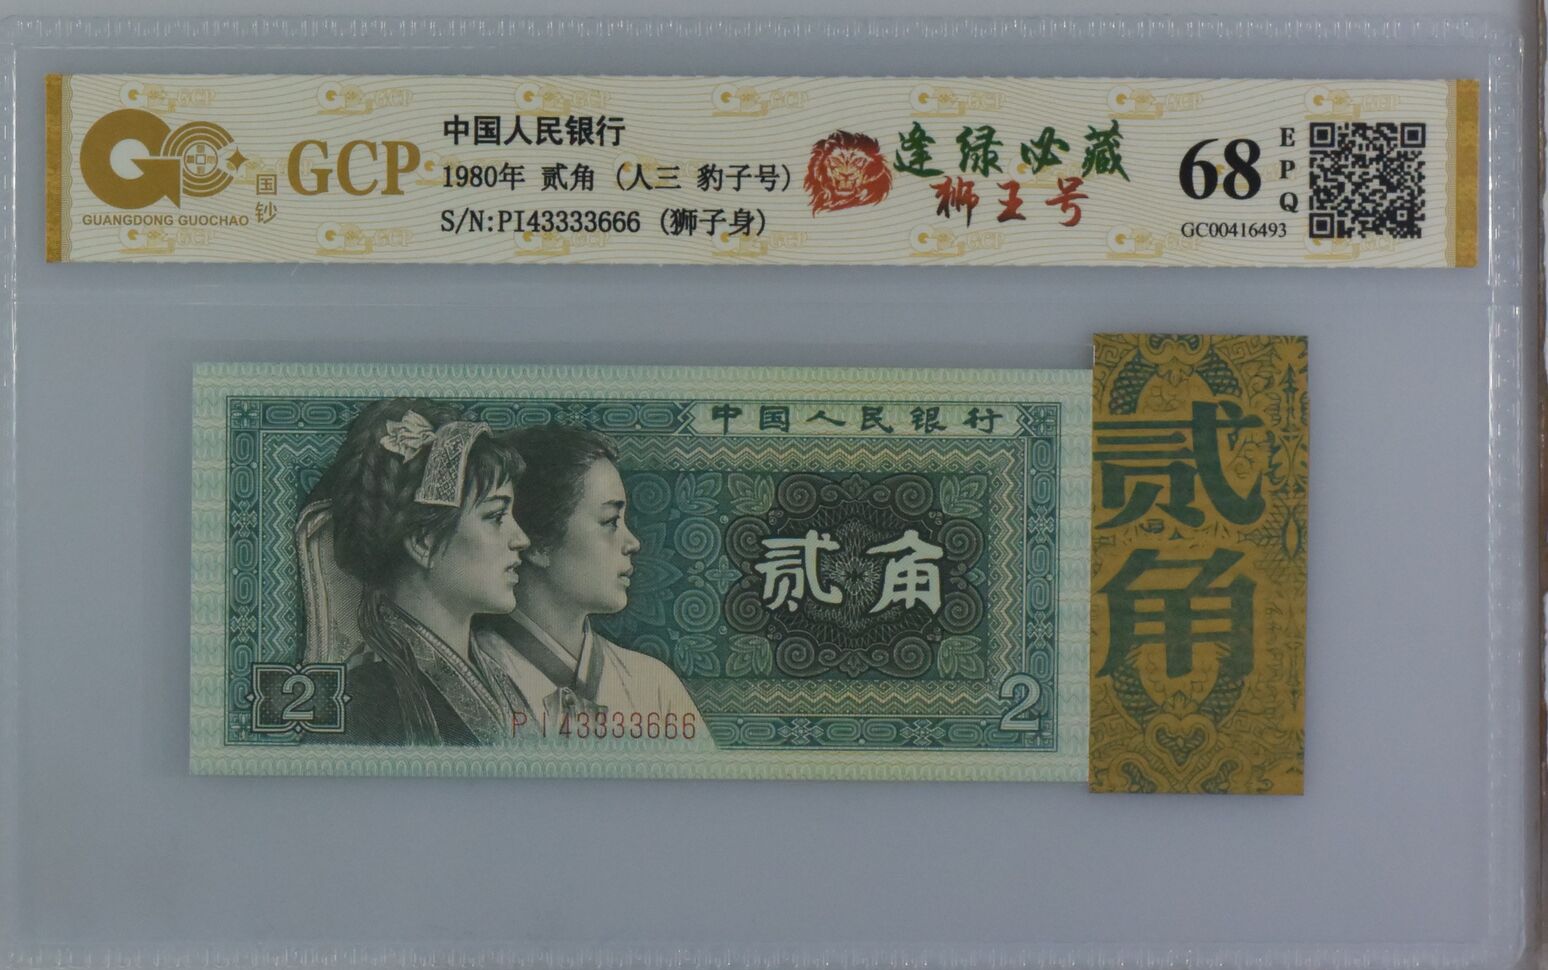 GCP
国
钞
GUANGDONG GUOCHAO
中国人民银行
1980年 贰角 (人三 豹子号)
S/N:PI43333666 (狮子身)
逢绿必藏
狮王号
68
E
P
Q
GC00416493
中国人民银行
贰角
2
2
PI43333666
贰
角